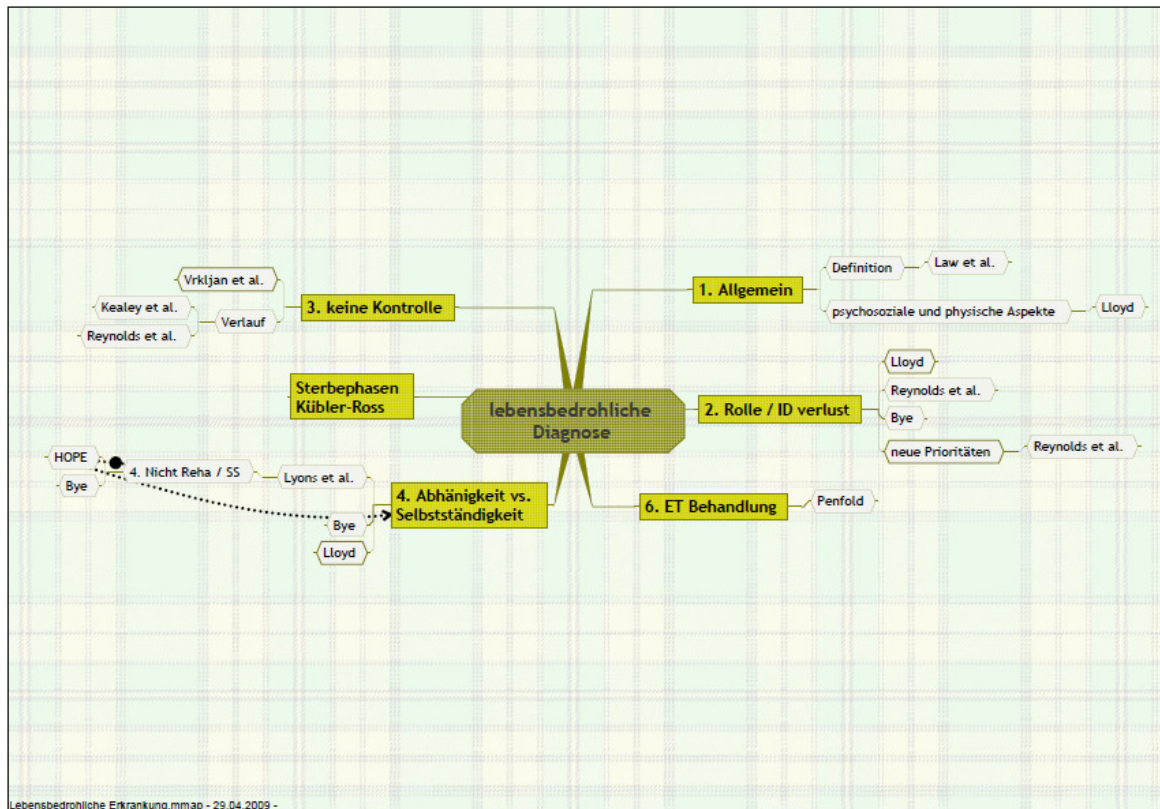 lebensbedrohliche
Diagnose
1. Allgemein
Definition
Law et al.
psychosoziale und physische Aspekte
Lloyd
2. Rolle / ID verlust
Lloyd
Reynolds et al.
Bye
neue Prioritäten
Reynolds et al.
6. ET Behandlung
Penfold
3. keine Kontrolle
Vrkljan et al.
Verlauf
Kealey et al.
Reynolds et al.
Sterbephasen
Kübler-Ross
4. Abhänigkeit vs.
Selbstständigkeit
Lyons et al.
4. Nicht Reha / SS
HOPE
Bye
Bye
Lloyd
Lebensbedrohliche Erkrankung.mmap - 29.04.2009 -